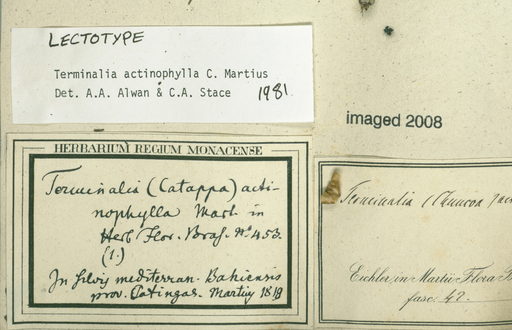 LECTOTYPE
Terminalia actinophylla C. Martius
Det. A.A. Alwan & C.A. Stace 1981
imaged 2008
HERBARIUM REGIUM MONACENSE
Terminalia (Catappa) acti-
nophylla Mart. in
Herb. Flor. Bras. No 453.
(1.)
In silvis mediterran. Bahiensis
prov. Catingas. Martius 1818
Terminalia (
Eichler in Martii Flora
fasc. 42.